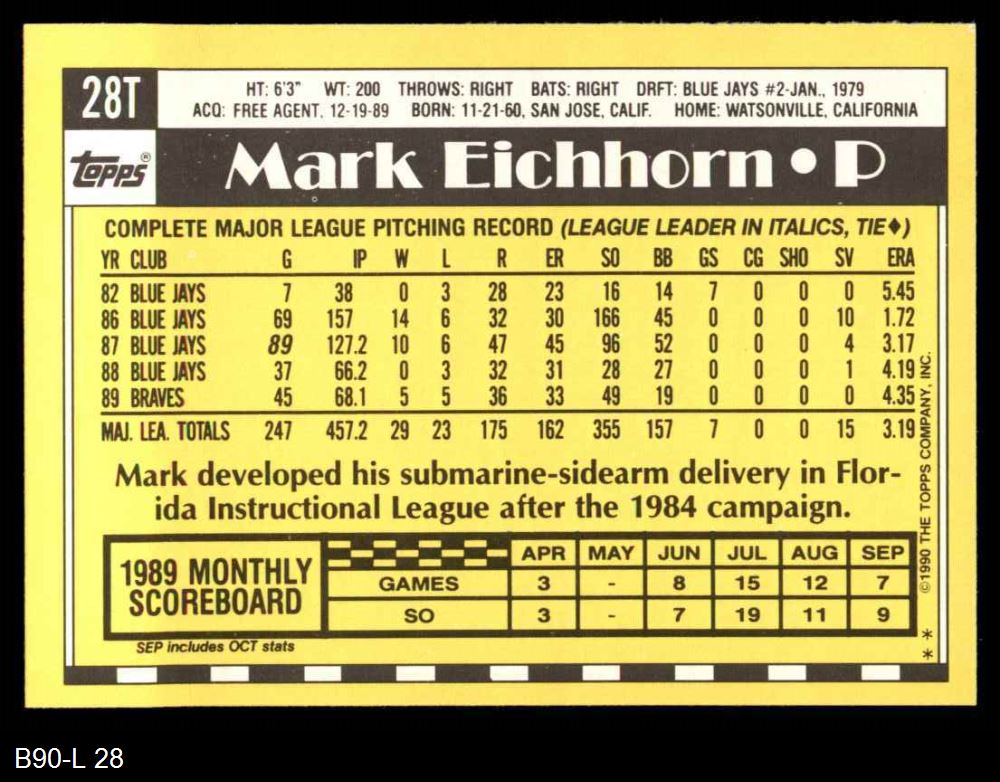 28T
HT: 6'3" WT: 200 THROWS: RIGHT BATS: RIGHT DRFT: BLUE JAYS #2-JAN., 1979
ACQ: FREE AGENT, 12-19-89 BORN: 11-21-60, SAN JOSE, CALIF. HOME: WATSONVILLE, CALIFORNIA
Topps®
Mark Eichhorn • P
COMPLETE MAJOR LEAGUE PITCHING RECORD (LEAGUE LEADER IN ITALICS, TIE♦)
YR CLUB G IP W L R ER SO BB GS CG SHO SV ERA
82 BLUE JAYS 7 38 0 3 28 23 16 14 7 0 0 0 5.45
86 BLUE JAYS 69 157 14 6 32 30 166 45 0 0 0 10 1.72
87 BLUE JAYS 89 127.2 10 6 47 45 96 52 0 0 0 4 3.17
88 BLUE JAYS 37 66.2 0 3 32 31 28 27 0 0 0 1 4.19
89 BRAVES 45 68.1 5 5 36 33 49 19 0 0 0 0 4.35
MAJ. LEA. TOTALS 247 457.2 29 23 175 162 355 157 7 0 0 15 3.19
Mark developed his submarine-sidearm delivery in Flor-
ida Instructional League after the 1984 campaign.
1989 MONTHLY
SCOREBOARD
APR MAY JUN JUL AUG SEP
GAMES 3 - 8 15 12 7
SO 3 - 7 19 11 9
SEP includes OCT stats
©1990 THE TOPPS COMPANY, INC.
* *
B90-L 28